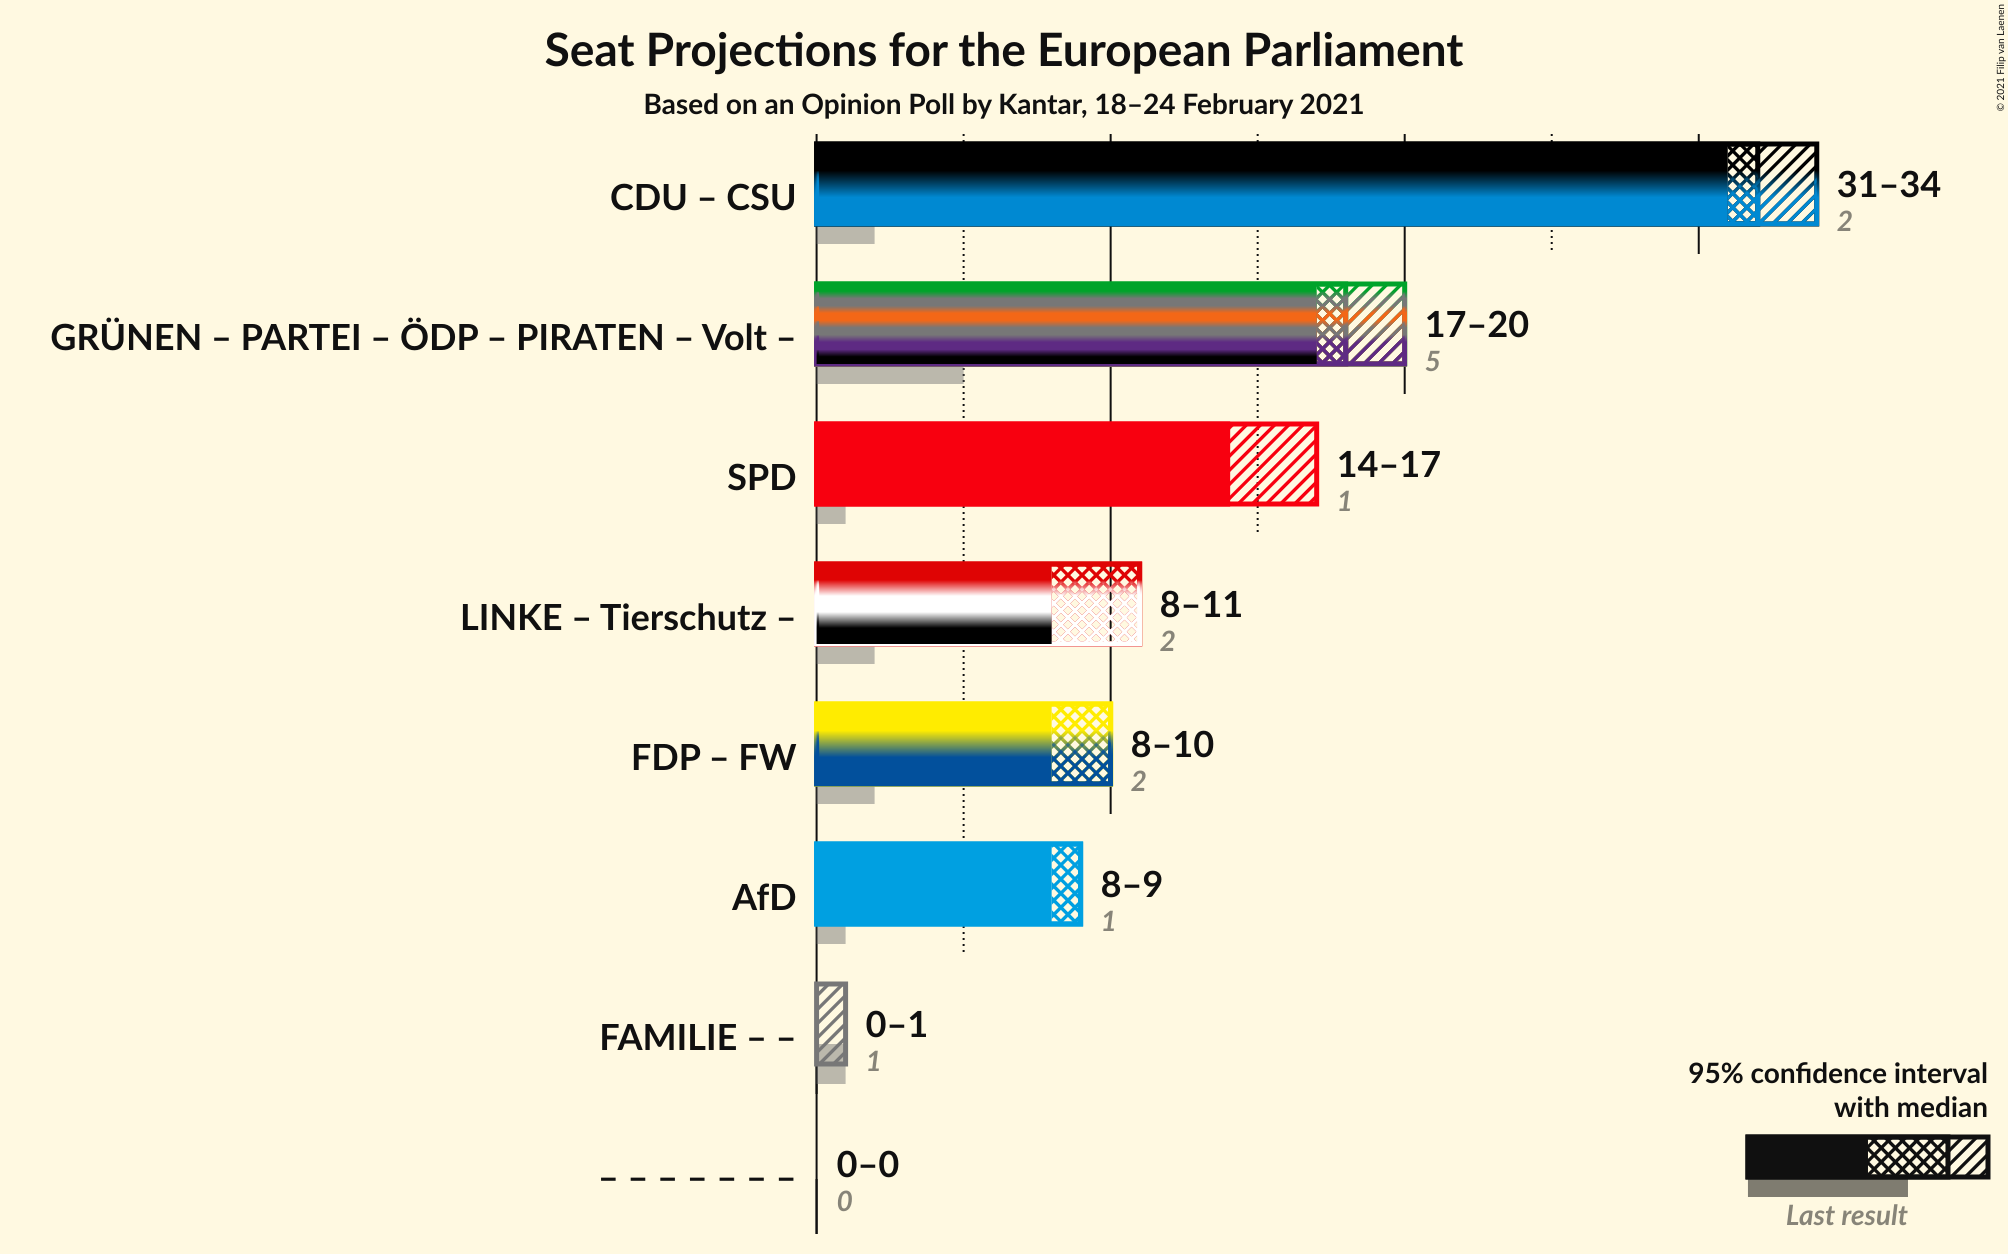 Seat Projections for the European Parliament
Based on an Opinion Poll by Kantar, 18–24 February 2021
© 2021 Filip van Laenen
CDU – CSU
31–34
2
GRÜNEN – PARTEI – ÖDP – PIRATEN – Volt –
17–20
5
SPD
14–17
1
LINKE – Tierschutz –
8–11
2
FDP – FW
8–10
2
AfD
8–9
1
FAMILIE – –
0–1
1
– – – – – – –
0–0
0
95% confidence interval
with median
Last result